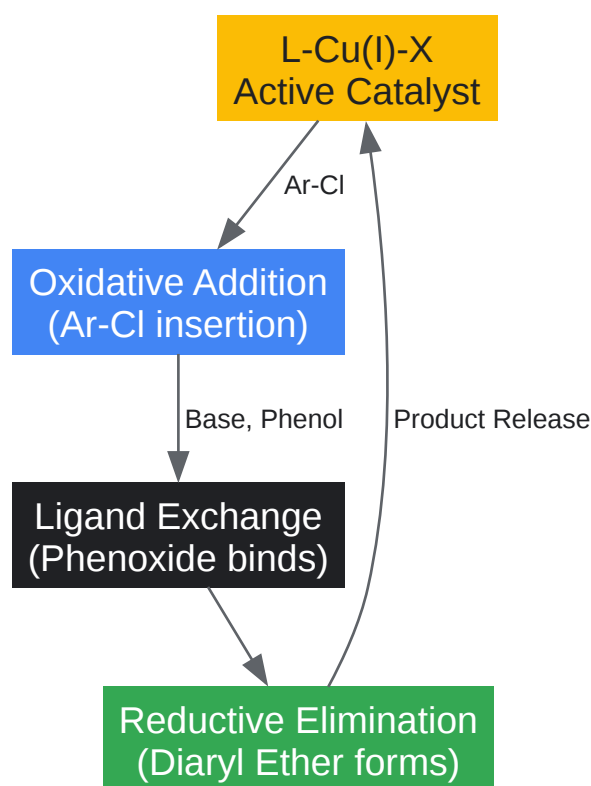 L-Cu(I)-X
Active Catalyst
Ar-Cl
Oxidative Addition
(Ar-Cl insertion)
Base, Phenol
Product Release
Ligand Exchange
(Phenoxide binds)
Reductive Elimination
(Diaryl Ether forms)